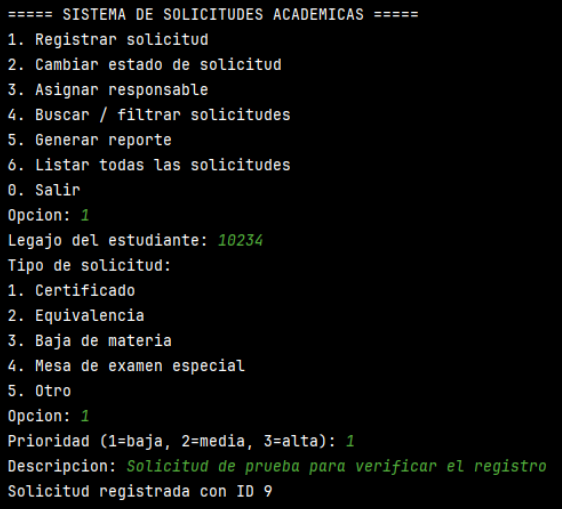 ===== SISTEMA DE SOLICITUDES ACADEMICAS =====
1. Registrar solicitud
2. Cambiar estado de solicitud
3. Asignar responsable
4. Buscar / filtrar solicitudes
5. Generar reporte
6. Listar todas las solicitudes
0. Salir
Opcion: 1
Legajo del estudiante: 10234
Tipo de solicitud:
1. Certificado
2. Equivalencia
3. Baja de materia
4. Mesa de examen especial
5. Otro
Opcion: 1
Prioridad (1=baja, 2=media, 3=alta): 1
Descripcion: Solicitud de prueba para verificar el registro
Solicitud registrada con ID 9